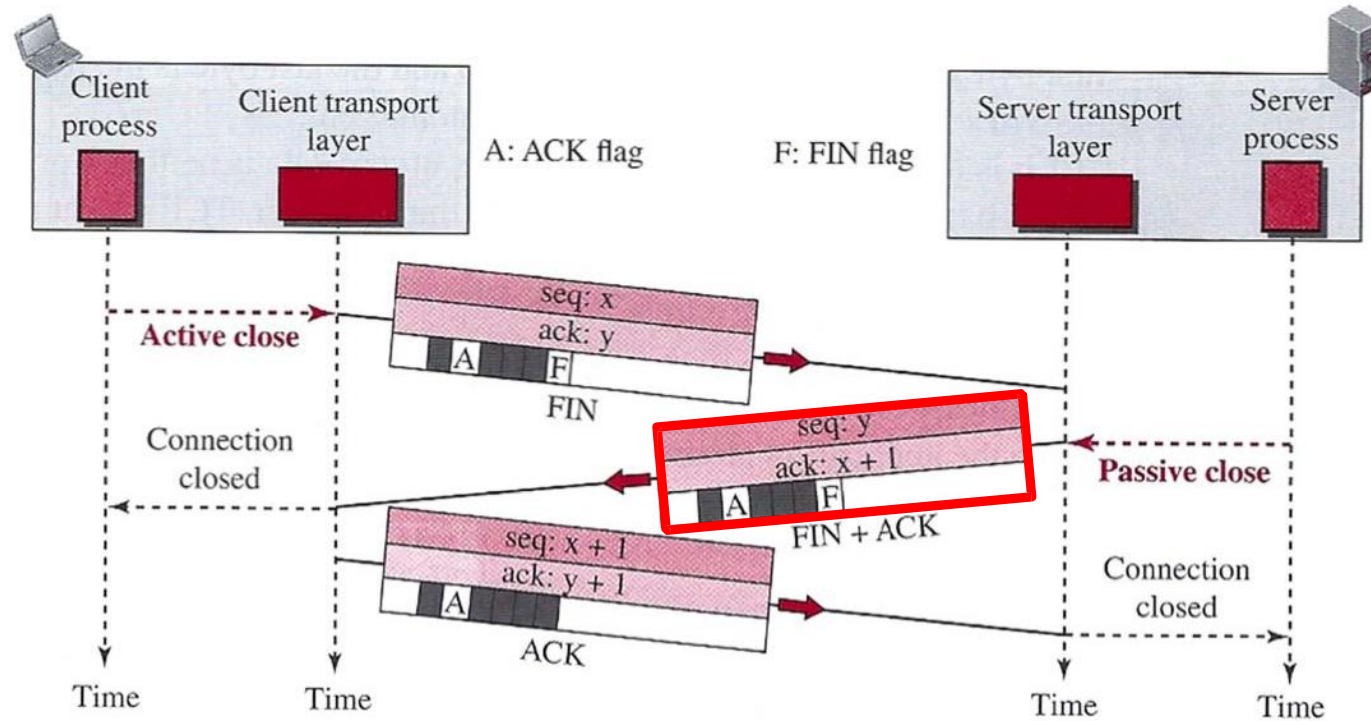 Client
process
Client transport
layer
A: ACK flag
F: FIN flag
Server transport
layer
Server
process
Active close
seq: x
ack: y
A F
FIN
Connection
closed
seq: y
ack: x + 1
A F
FIN + ACK
Passive close
seq: x + 1
ack: y + 1
A
ACK
Connection
closed
Time
Time
Time
Time